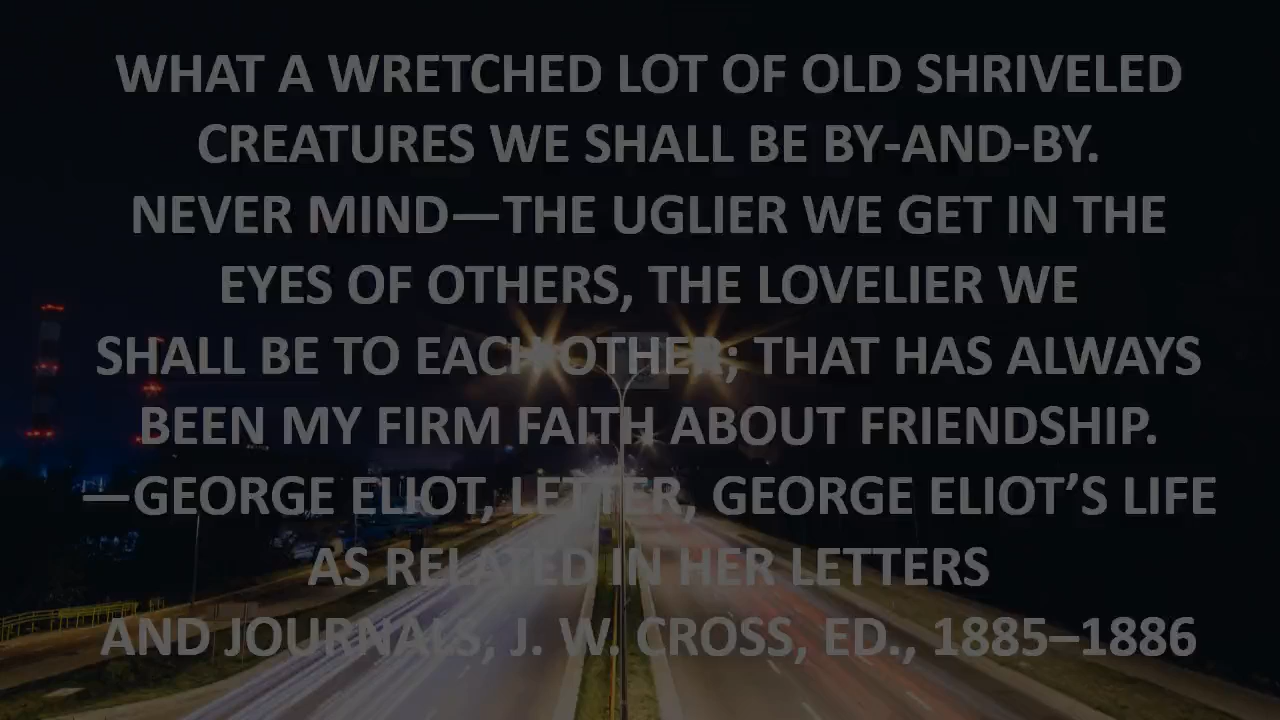 WHAT A WRETCHED LOT OF OLD SHRIVELED
CREATURES WE SHALL BE BY-AND-BY.
NEVER MIND—THE UGLIER WE GET IN THE
EYES OF OTHERS, THE LOVELIER WE
SHALL BE TO EACH OTHER; THAT HAS ALWAYS
BEEN MY FIRM FAITH ABOUT FRIENDSHIP.
—GEORGE ELIOT, LETTER, GEORGE ELIOT’S LIFE
AS RELATED IN HER LETTERS
AND JOURNALS, J. W. CROSS, ED., 1885–1886